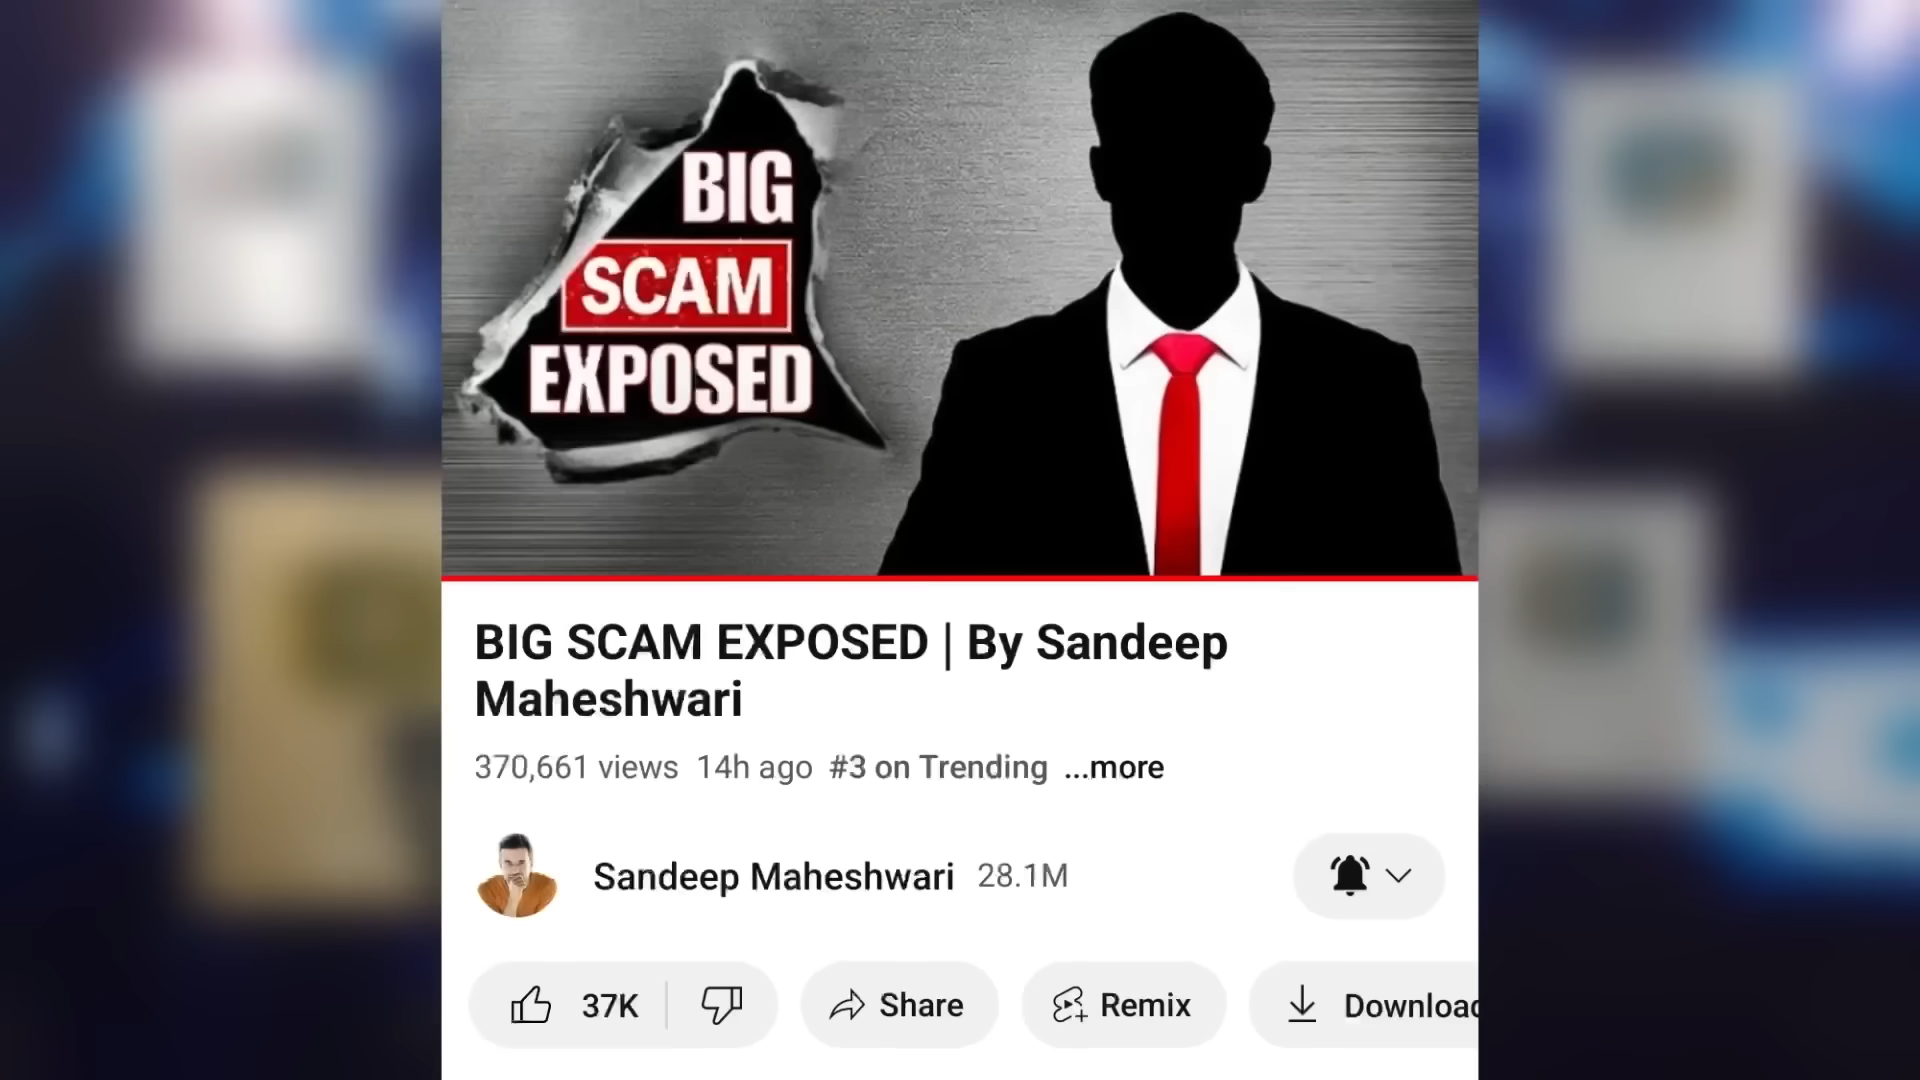 BIG
SCAM
EXPOSED
BIG SCAM EXPOSED | By Sandeep
Maheshwari
370,661 views 14h ago #3 on Trending ...more
Sandeep Maheshwari 28.1M
37K Share Remix Download